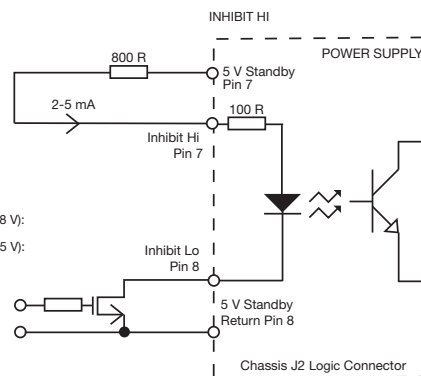 INHIBIT HI
POWER SUPPLY
800 R
5 V Standby
Pin 7
2-5 mA
100 R
Inhibit Hi
Pin 7
8 V):
5 V):
Inhibit Lo
Pin 8
5 V Standby
Return Pin 8
Chassis J2 Logic Connector